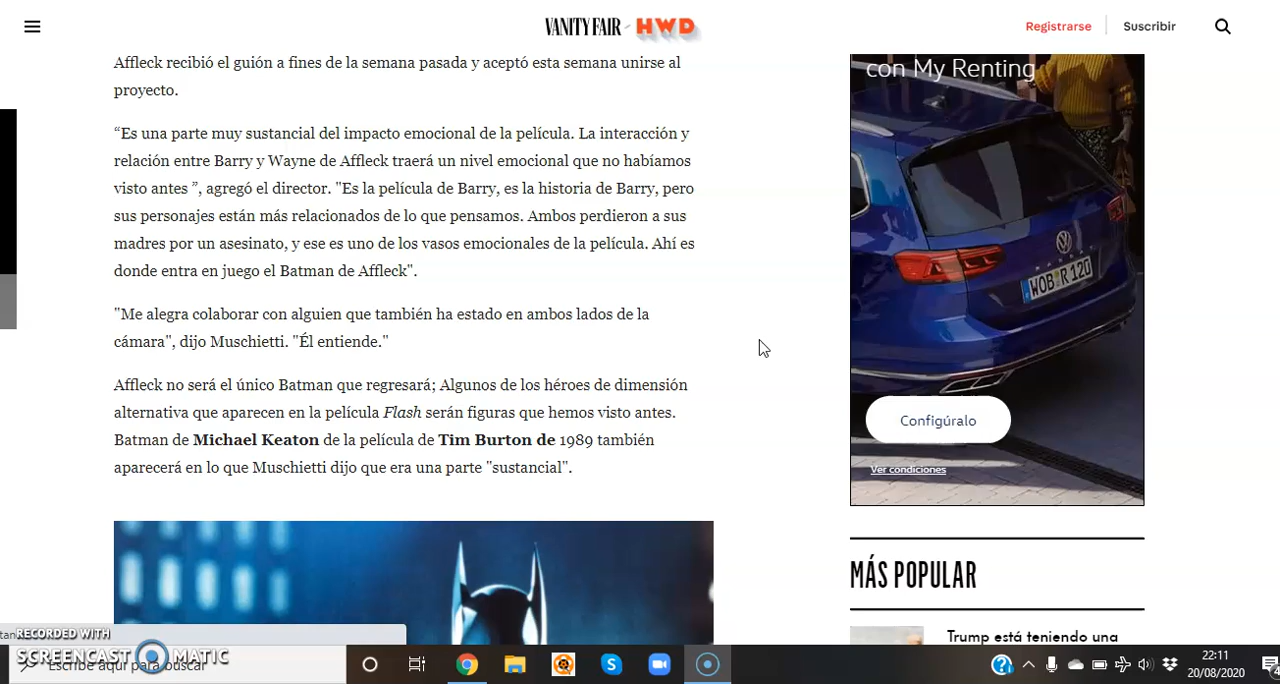 VANITY FAIR - HWD
Registrarse
Suscribir
Affleck recibió el guión a fines de la semana pasada y aceptó esta semana unirse al
proyecto.
“Es una parte muy sustancial del impacto emocional de la película. La interacción y
relación entre Barry y Wayne de Affleck traerá un nivel emocional que no habíamos
visto antes ”, agregó el director. "Es la película de Barry, es la historia de Barry, pero
sus personajes están más relacionados de lo que pensamos. Ambos perdieron a sus
madres por un asesinato, y ese es uno de los vasos emocionales de la película. Ahí es
donde entra en juego el Batman de Affleck".
"Me alegra colaborar con alguien que también ha estado en ambos lados de la
cámara", dijo Muschietti. "Él entiende."
Affleck no será el único Batman que regresará; Algunos de los héroes de dimensión
alternativa que aparecen en la película Flash serán figuras que hemos visto antes.
Batman de Michael Keaton de la película de Tim Burton de 1989 también
aparecerá en lo que Muschietti dijo que era una parte "sustancial".
con My Renting
WOB R 120
Configúralo
Ver condiciones
MÁS POPULAR
Trump está teniendo una
RECORDED WITH
SCREENCAST MATIC
Escribe aquí para buscar
22:11
20/08/2020